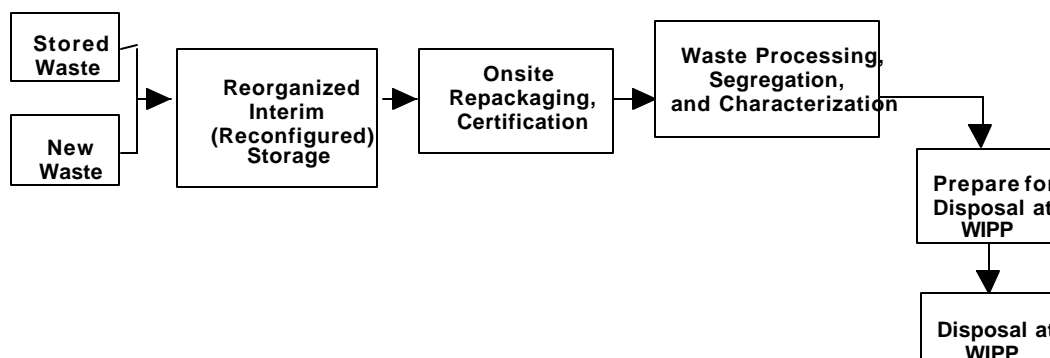 Stored
Waste
New
Waste
Reorganized
Interim
(Reconfigured)
Storage
Onsite
Repackaging,
Certification
Waste Processing,
Segregation,
and Characterization
Prepare for
Disposal at
WIPP
Disposal at
WIPP